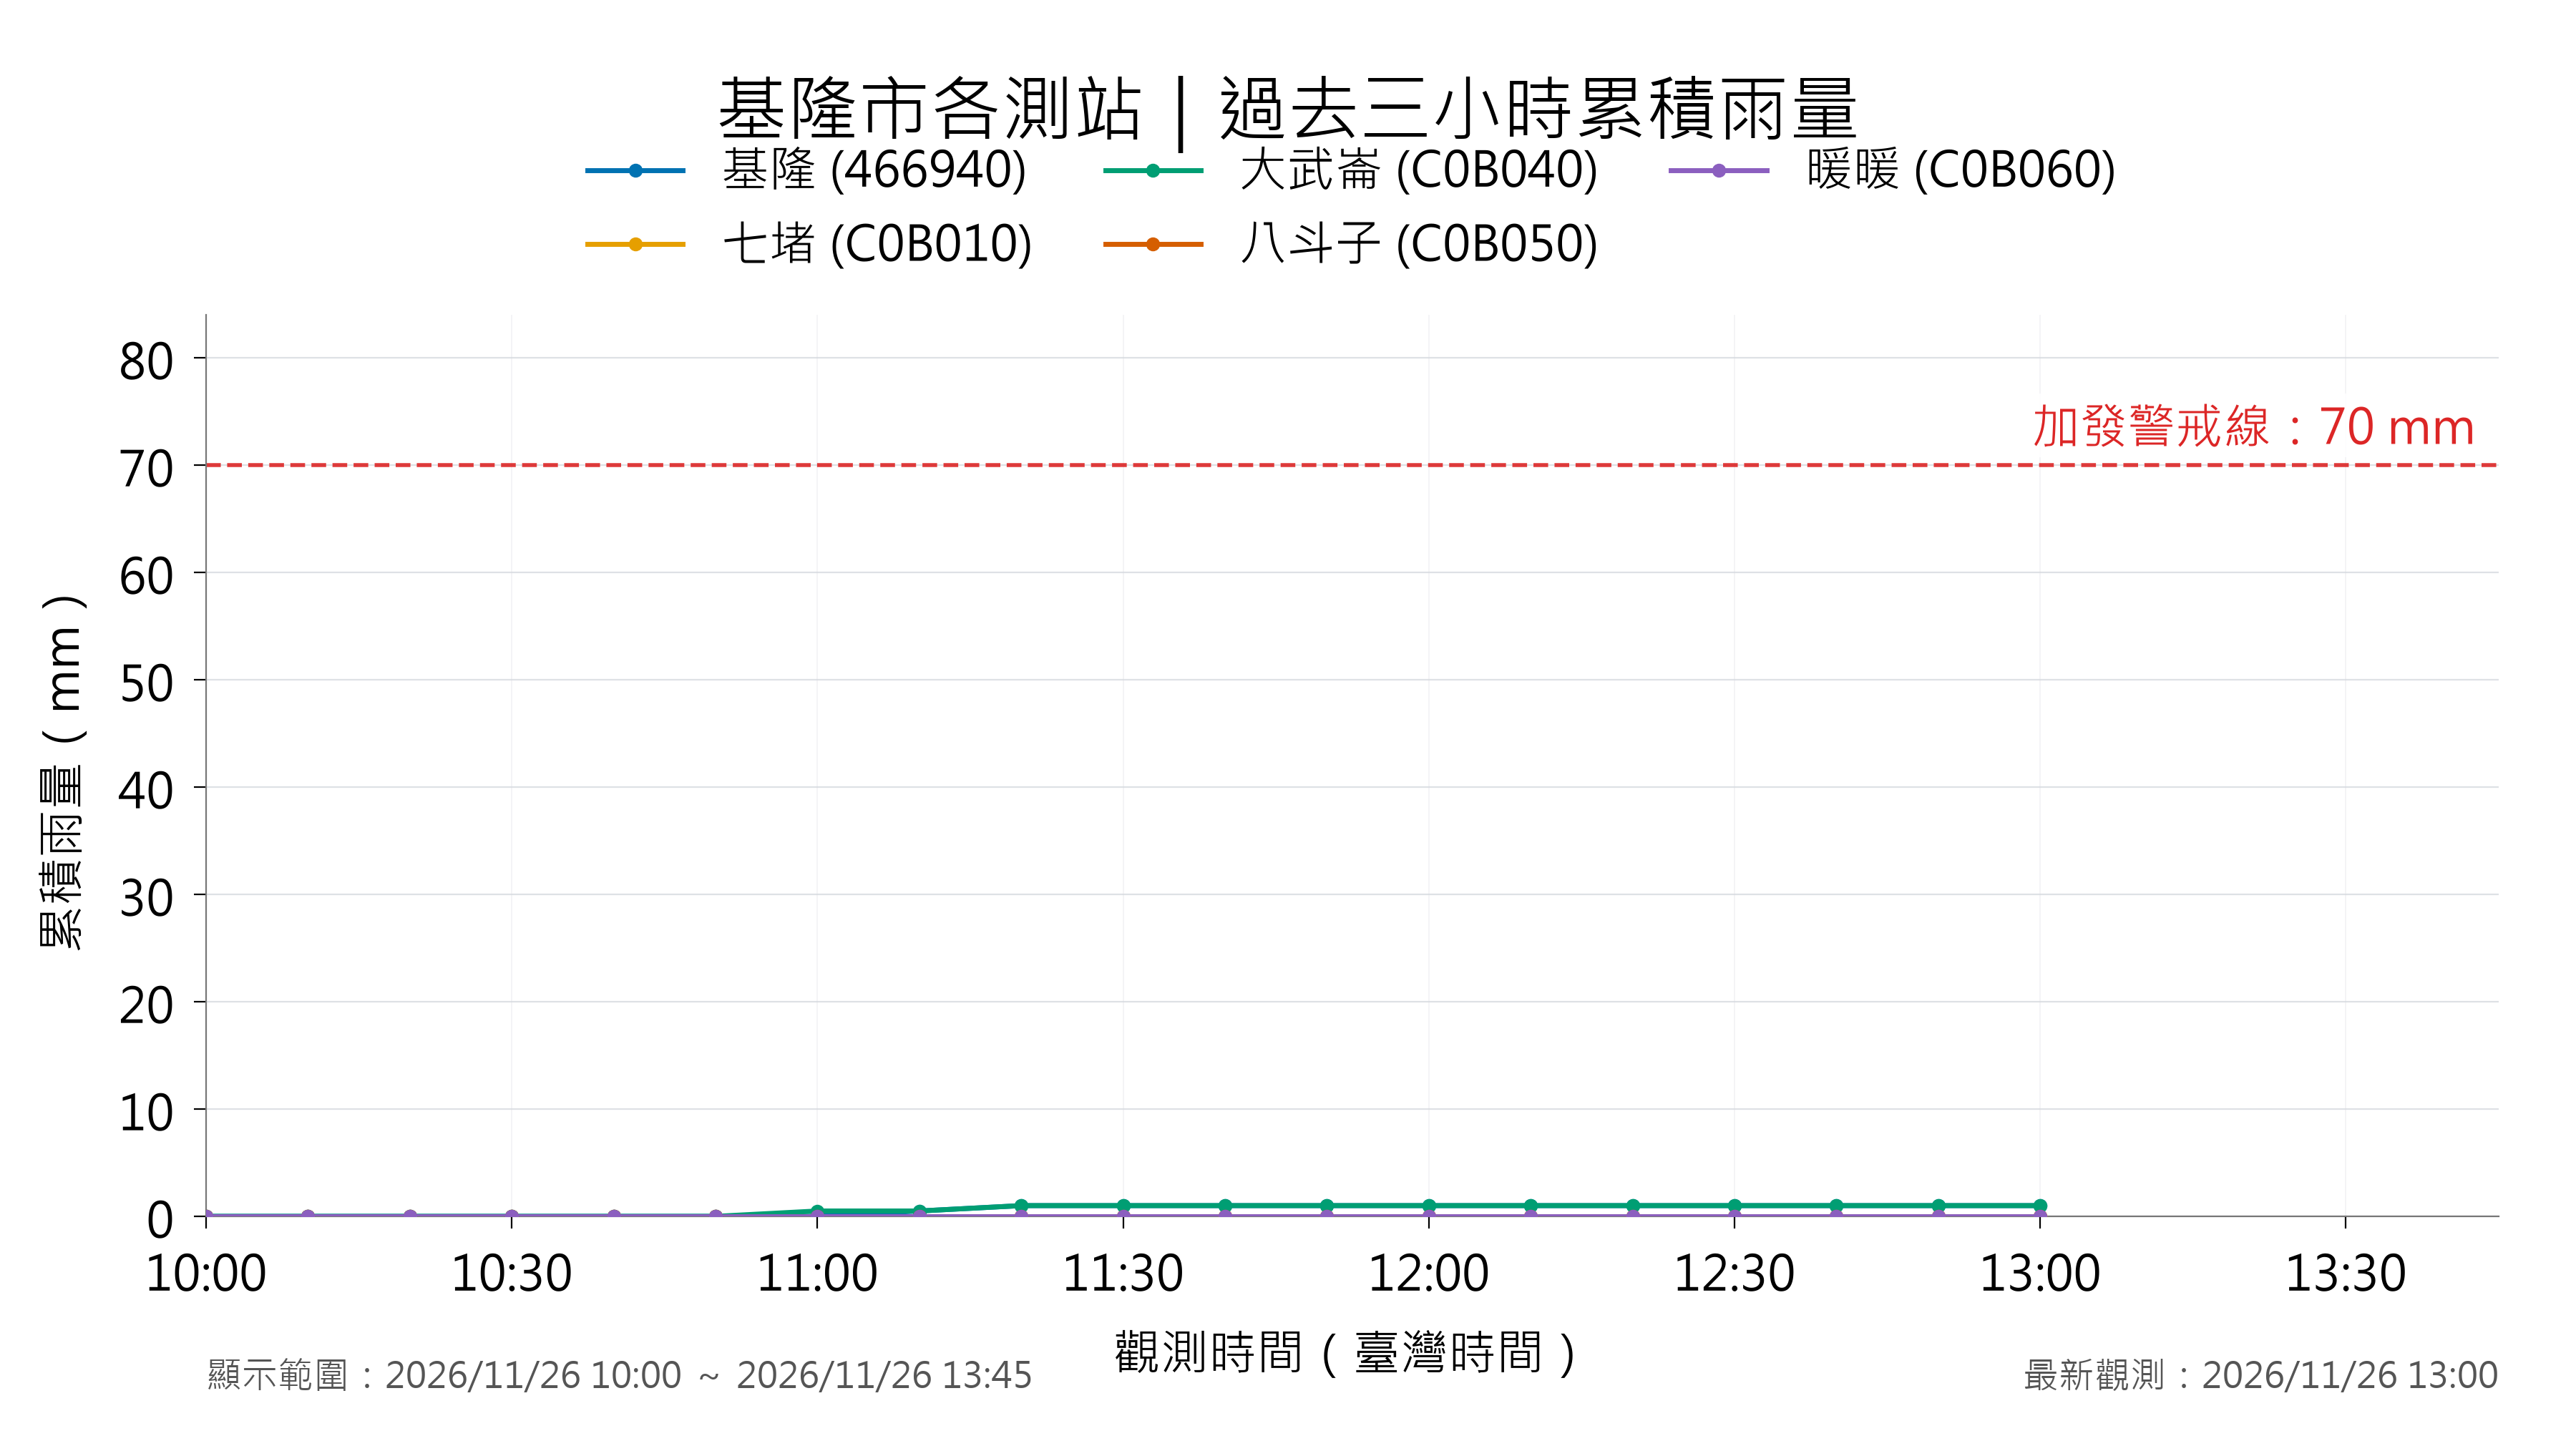 基隆市各測站｜過去三小時累積雨量
基隆 (466940) 大武崙 (C0B040) 暖暖 (C0B060)
七堵 (C0B010) 八斗子 (C0B050)
加發警戒線：70 mm
累積雨量（mm）
80
70
60
50
40
30
20
10
0
10:00 10:30 11:00 11:30 12:00 12:30 13:00 13:30
觀測時間（臺灣時間）
顯示範圍：2026/11/26 10:00 ~ 2026/11/26 13:45
最新觀測：2026/11/26 13:00